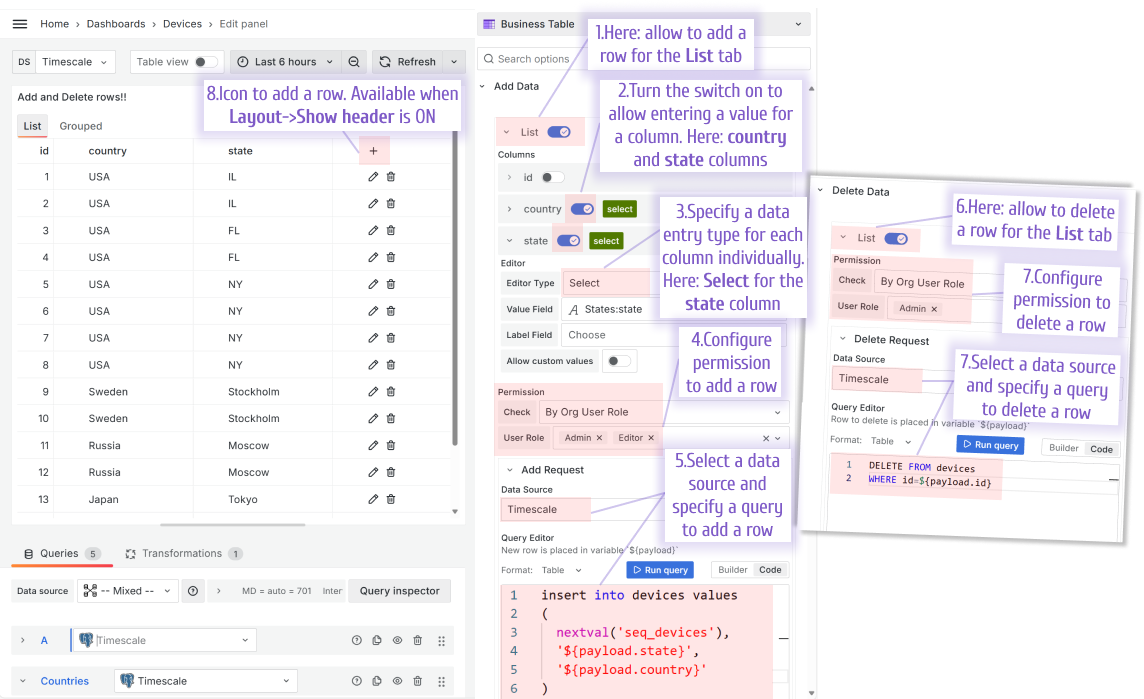 Home > Dashboards > Devices > Edit panel
DS Timescale
Table view
Last 6 hours
Refresh
Add and Delete rows!!
8.Icon to add a row. Available when
Layout->Show header is ON
List Grouped
id country state +
1 USA IL
2 USA IL
3 USA FL
4 USA FL
5 USA NY
6 USA NY
7 USA NY
8 USA NY
9 Sweden Stockholm
10 Sweden Stockholm
11 Russia Moscow
12 Russia Moscow
13 Japan Tokyo
Queries 5 Transformations 1
Data source -- Mixed -- > MD = auto = 701 Inter Query inspector
A Timescale
Countries Timescale
Business Table
Search options
1.Here: allow to add a
row for the List tab
Add Data
2.Turn the switch on to
allow entering a value for
a column. Here: country
and state columns
List
Columns
id
country select
state select
3.Specify a data
entry type for each
column individually.
Here: Select for the
state column
Editor
Editor Type Select
Value Field States:state
Label Field Choose
Allow custom values
4.Configure
permission
to add a row
Permission
Check By Org User Role
User Role Admin × Editor ×
Add Request
5.Select a data
source and
specify a query
to add a row
Data Source
Timescale
Query Editor
New row is placed in variable `${payload}`
Format: Table Run query Builder Code
1 insert into devices values
2 (
3 nextval('seq_devices'),
4 '${payload.state}',
5 '${payload.country}'
6 )
Delete Data
6.Here: allow to delete
a row for the List tab
List
Permission
Check By Org User Role
User Role Admin ×
7.Configure
permission to
delete a row
Delete Request
Data Source
Timescale
7.Select a data source
and specify a query
to delete a row
Query Editor
Row to delete is placed in variable `${payload}`
Format: Table Run query Builder Code
1 DELETE FROM devices
2 WHERE id=${payload.id}